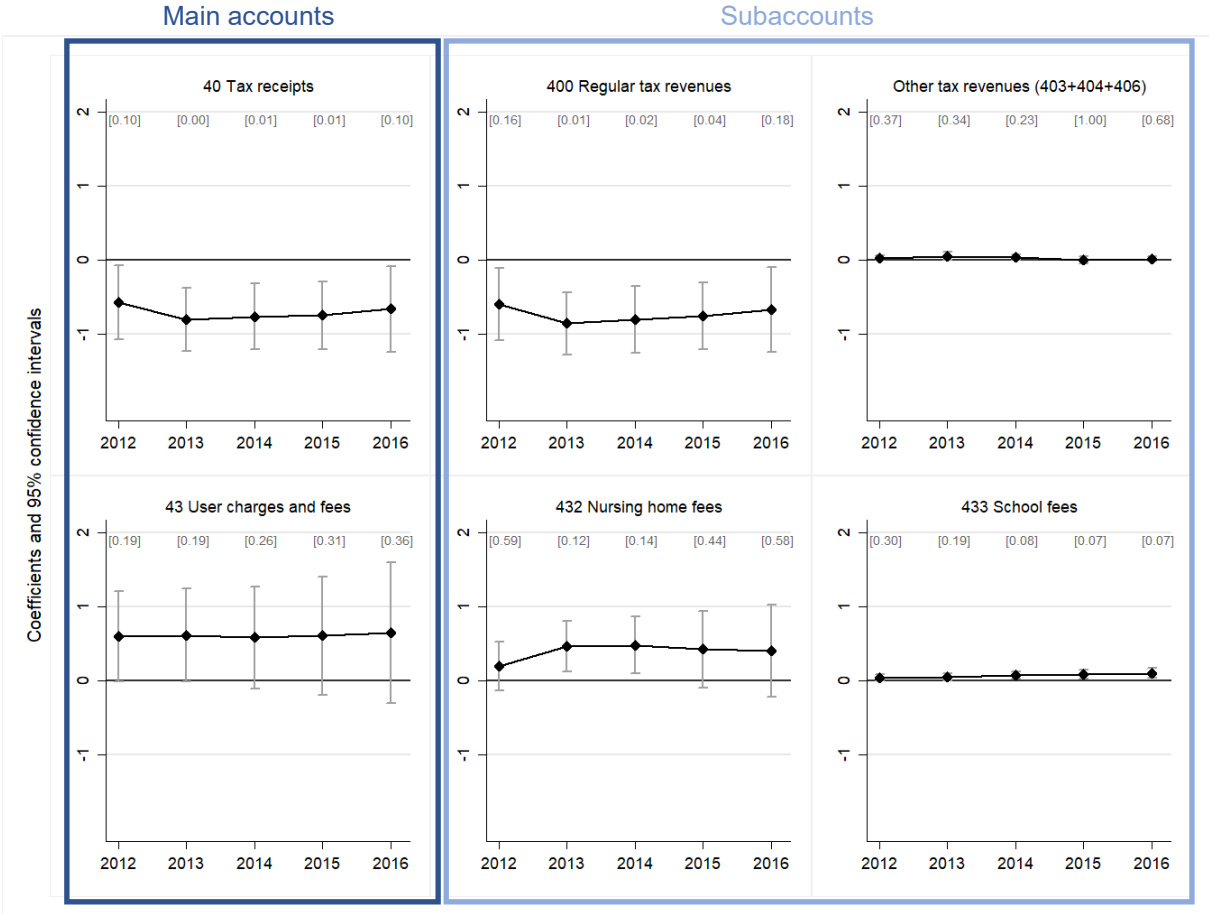 Main accounts
Subaccounts
Coefficients and 95% confidence intervals
40 Tax receipts
2
1
0
-1
[0.10] [0.00] [0.01] [0.01] [0.10]
2012 2013 2014 2015 2016
400 Regular tax revenues
2
1
0
-1
[0.16] [0.01] [0.02] [0.04] [0.18]
2012 2013 2014 2015 2016
Other tax revenues (403+404+406)
2
1
0
-1
[0.37] [0.34] [0.23] [1.00] [0.68]
2012 2013 2014 2015 2016
43 User charges and fees
2
1
0
-1
[0.19] [0.19] [0.26] [0.31] [0.36]
2012 2013 2014 2015 2016
432 Nursing home fees
2
1
0
-1
[0.59] [0.12] [0.14] [0.44] [0.58]
2012 2013 2014 2015 2016
433 School fees
2
1
0
-1
[0.30] [0.19] [0.08] [0.07] [0.07]
2012 2013 2014 2015 2016